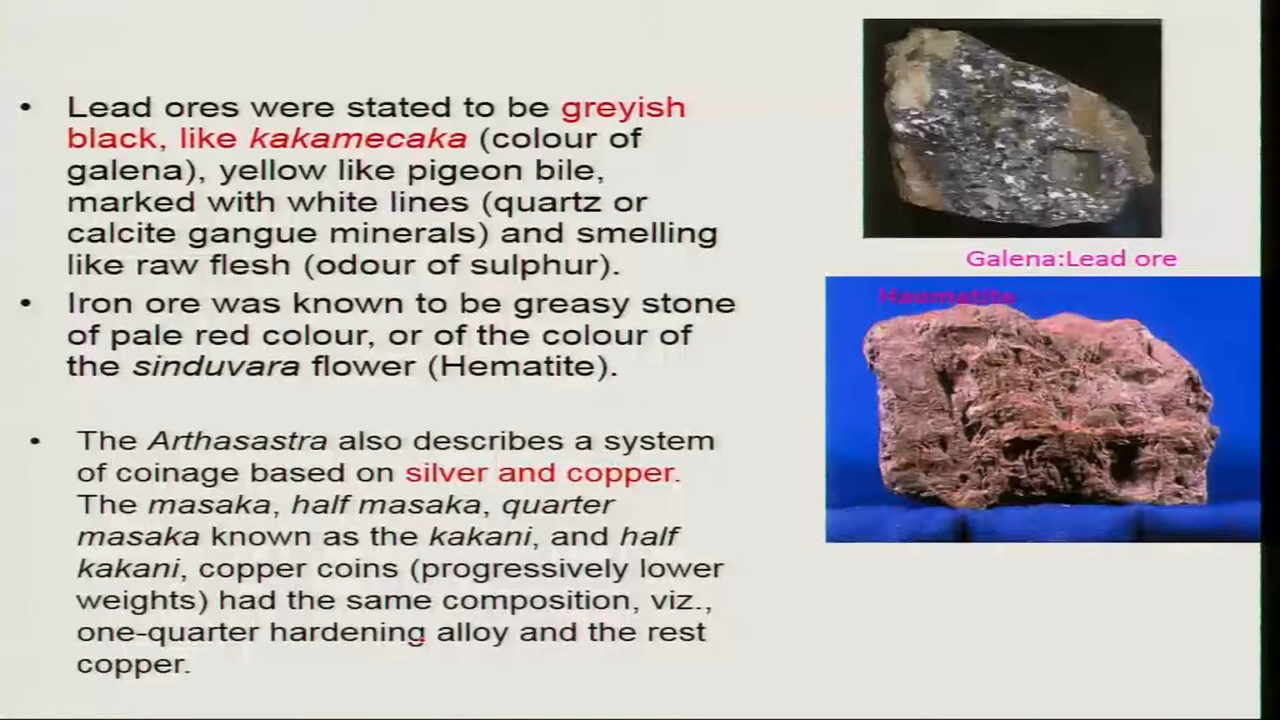 • Lead ores were stated to be greyish
black, like kakamecaka (colour of
galena), yellow like pigeon bile,
marked with white lines (quartz or
calcite gangue minerals) and smelling
like raw flesh (odour of sulphur).
• Iron ore was known to be greasy stone
of pale red colour, or of the colour of
the sinduvara flower (Hematite).
• The Arthasastra also describes a system
of coinage based on silver and copper.
The masaka, half masaka, quarter
masaka known as the kakani, and half
kakani, copper coins (progressively lower
weights) had the same composition, viz.,
one-quarter hardening alloy and the rest
copper.
Galena:Lead ore
Haematite